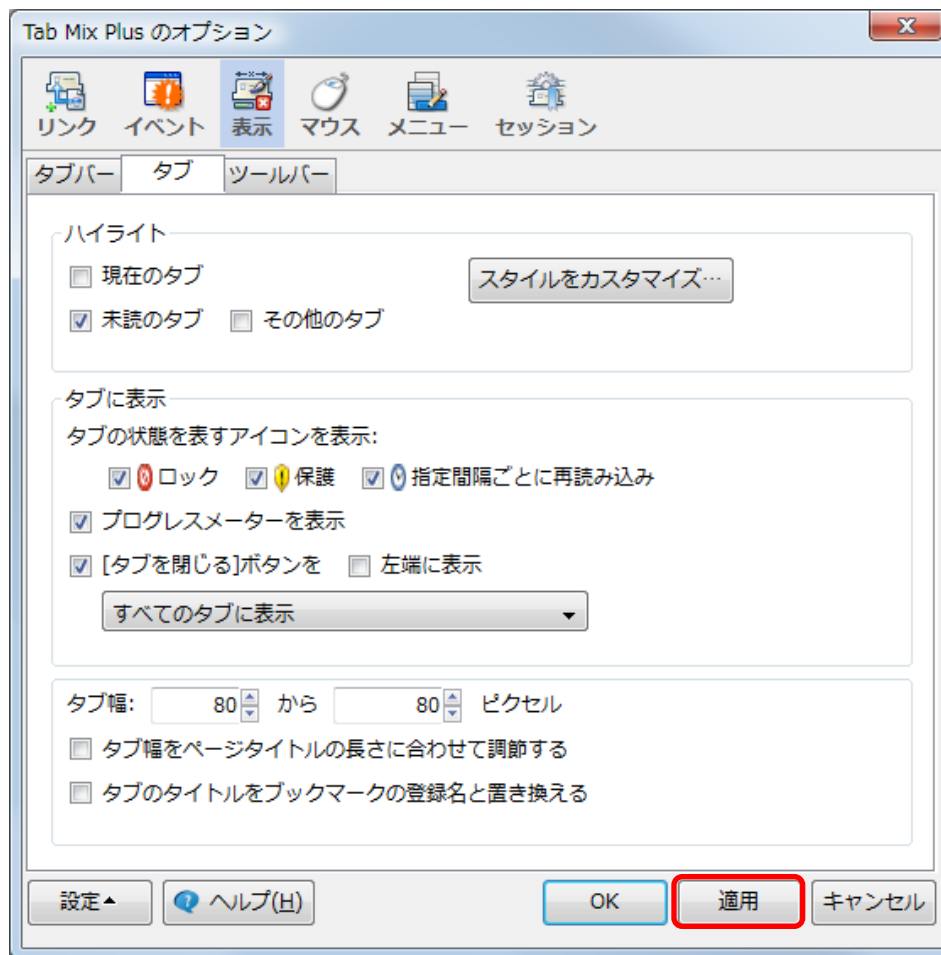 Tab Mix Plus のオプション
リンク イベント 表示 マウス メニュー セッション
タブバー タブ ツールバー
ハイライト
現在のタブ スタイルをカスタマイズ…
未読のタブ その他のタブ
タブに表示
タブの状態を表すアイコンを表示:
ロック 保護 指定間隔ごとに再読み込み
プログレスメーターを表示
[タブを閉じる]ボタンを 左端に表示
すべてのタブに表示
タブ幅: 80 から 80 ピクセル
タブ幅をページタイトルの長さに合わせて調節する
タブのタイトルをブックマークの登録名と置き換える
設定 ヘルプ(H) OK 適用 キャンセル